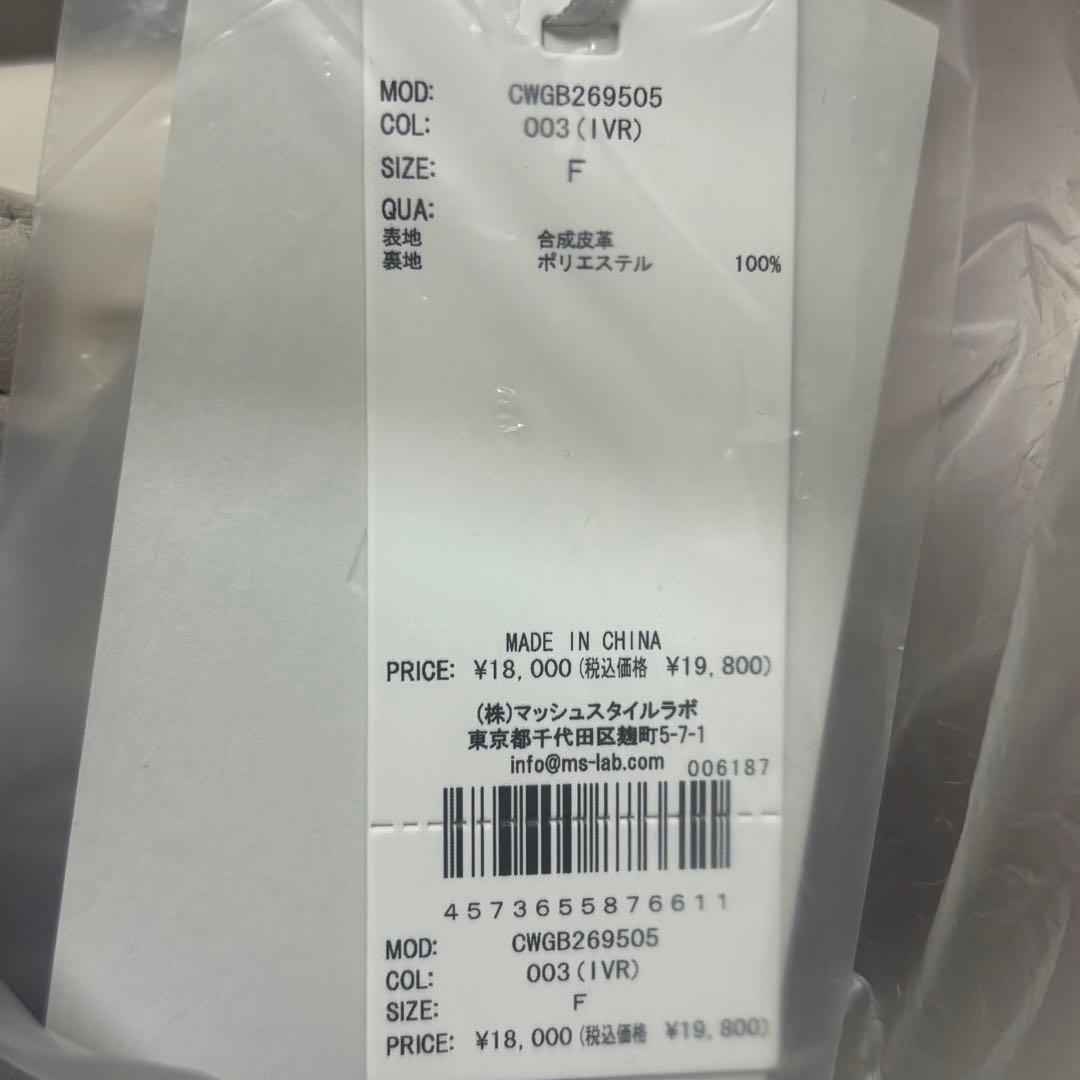 MOD: CWGB269505
COL: 003(IVR)
SIZE: F
QUA:
表地 合成皮革
裏地 ポリエステル 100%
MADE IN CHINA
PRICE: ¥18,000(税込価格 ¥19,800)
(株)マッシュスタイルラボ
東京都千代田区麹町5-7-1
info@ms-lab.com 006187
4573655876611
MOD: CWGB269505
COL: 003(IVR)
SIZE: F
PRICE: ¥18,000(税込価格 ¥19,800)